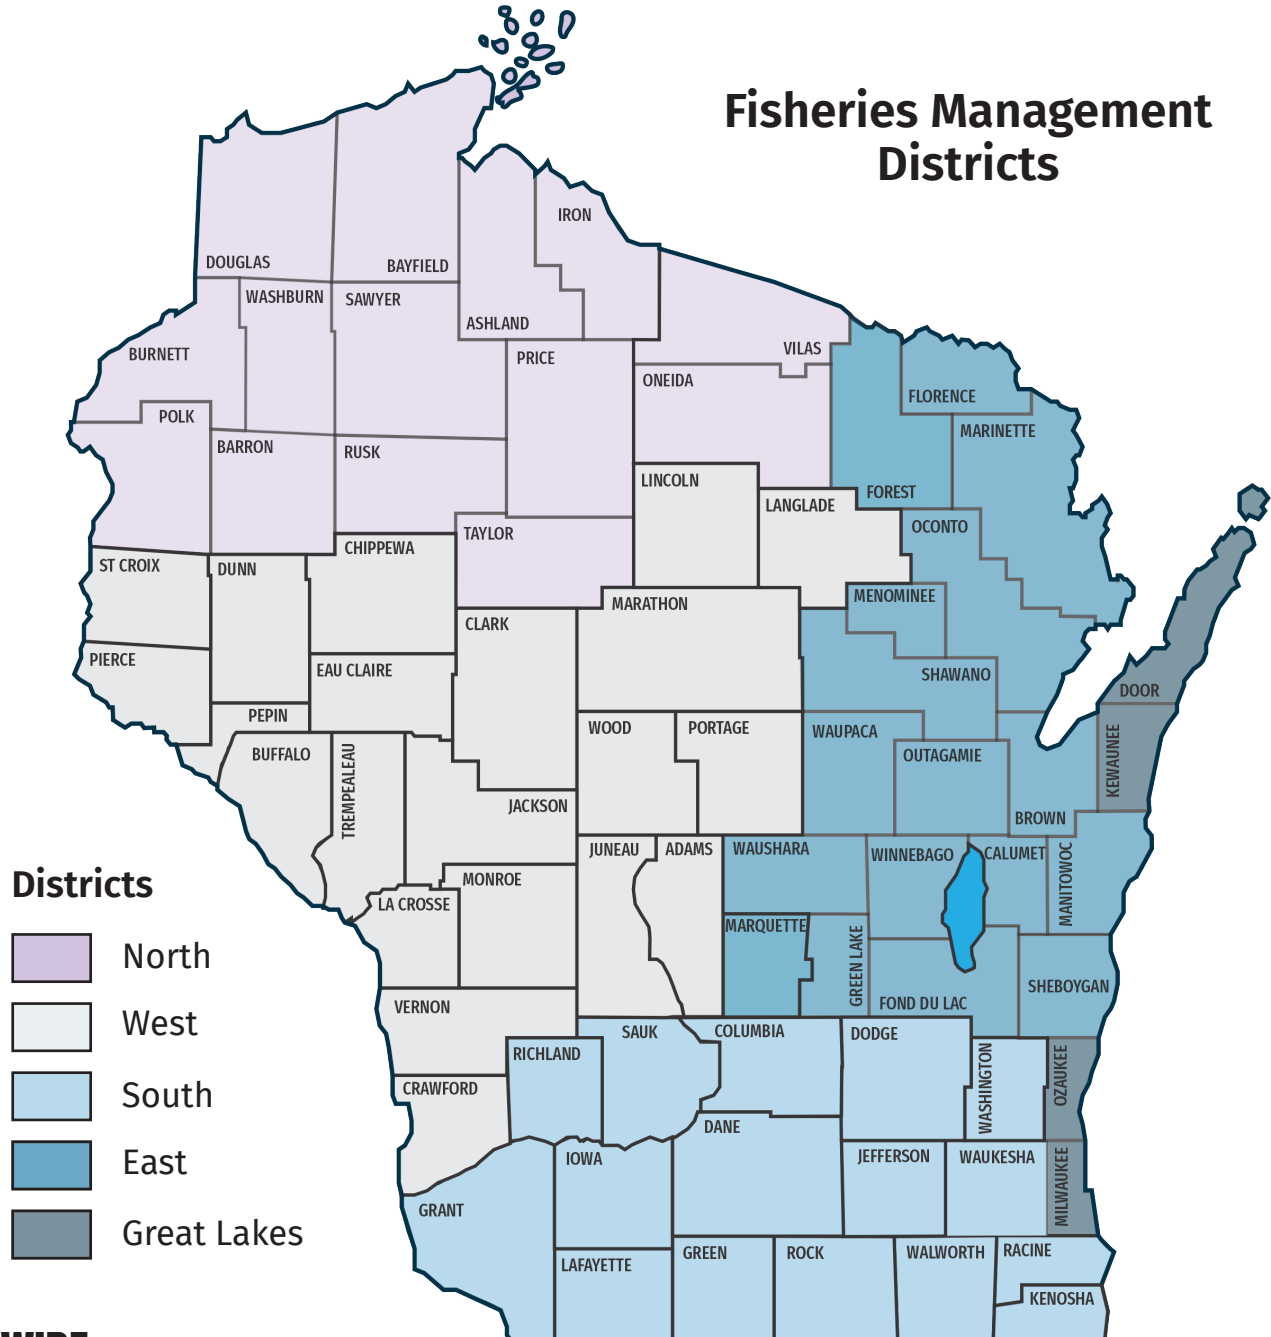 Fisheries Management
Districts
IRON
DOUGLAS
BAYFIELD
WASHBURN
SAWYER
ASHLAND
BURNETT
PRICE
VILAS
ONEIDA
FLORENCE
POLK
MARINETTE
BARRON
RUSK
LINCOLN
FOREST
LANGLADE
OCONTO
TAYLOR
CHIPPEWA
ST CROIX
DUNN
MENOMINEE
MARATHON
CLARK
PIERCE
EAU CLAIRE
SHAWANO
DOOR
PEPIN
WOOD
PORTAGE
WAUPACA
BUFFALO
TREMPEALEAU
OUTAGAMIE
KEWAUNEE
JACKSON
BROWN
JUNEAU
ADAMS
WAUSHARA
WINNEBAGO
CALUMET
MANITOWOC
MONROE
LA CROSSE
MARQUETTE
GREEN LAKE
SHEBOYGAN
FOND DU LAC
VERNON
SAUK
COLUMBIA
DODGE
RICHLAND
WASHINGTON
OZAUKEE
CRAWFORD
DANE
IOWA
JEFFERSON
WAUKESHA
MILWAUKEE
GRANT
LAFAYETTE
GREEN
ROCK
WALWORTH
RACINE
KENOSHA
Districts
North
West
South
East
Great Lakes